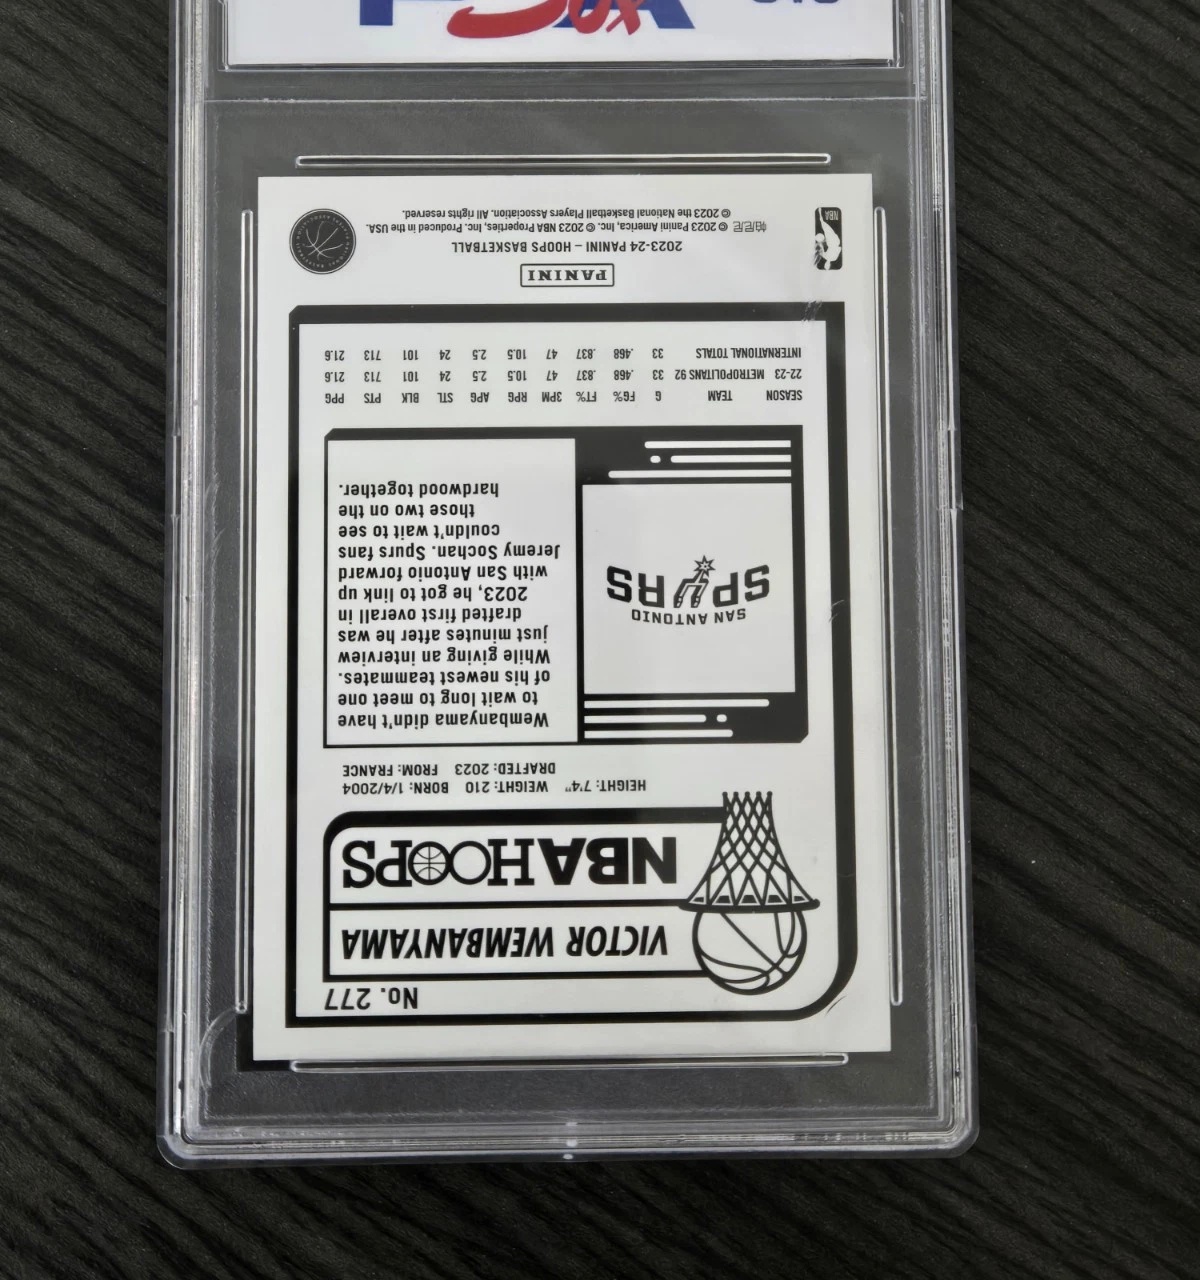 No. 277
VICTOR WEMBANYAMA
NBA HOOPS
HEIGHT: 7'4" WEIGHT: 210 BORN: 1/4/2004
DRAFTED: 2023 FROM: FRANCE
Wembanyama didn't have
to wait long to meet one
of his newest teammates.
While giving an interview
just minutes after he was
drafted first overall in
2023, he got to link up
with San Antonio forward
Jeremy Sochan. Spurs fans
couldn't wait to see
those two on the
hardwood together.
SAN ANTONIO
SPURS
SEASON TEAM G FG% FT% 3PM RPG APG STL BLK PTS PPG
22-23 METROPOLITANS 92 33 .468 .837 47 10.5 2.5 24 101 713 21.6
INTERNATIONAL TOTALS 33 .468 .837 47 10.5 2.5 24 101 713 21.6
PANINI
2023-24 PANINI – HOOPS BASKETBALL
帕尼尼 © 2023 Panini America, Inc. © 2023 NBA Properties, Inc. Produced in the USA.
© 2023 the National Basketball Players Association. All rights reserved.
NBA